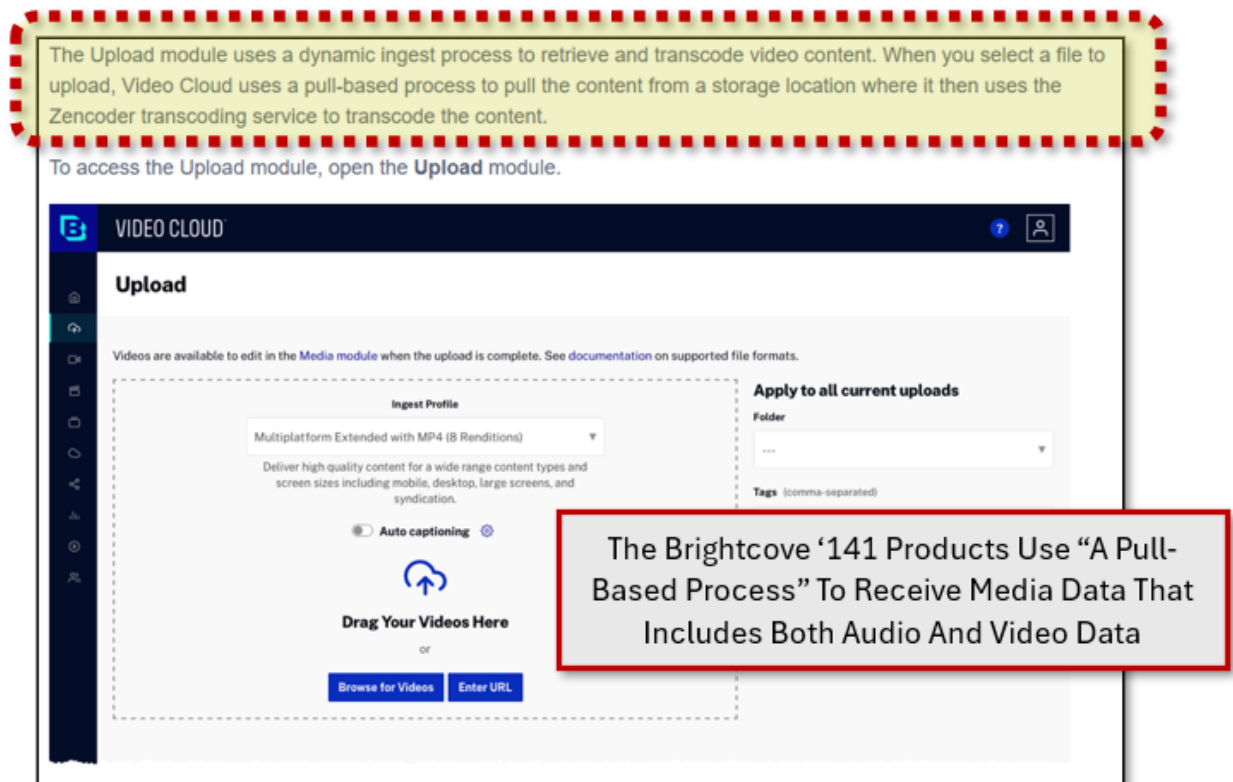 The Upload module uses a dynamic ingest process to retrieve and transcode video content. When you select a file to
upload, Video Cloud uses a pull-based process to pull the content from a storage location where it then uses the
Zencoder transcoding service to transcode the content.
To access the Upload module, open the Upload module.
B
VIDEO CLOUD
?
Upload
Videos are available to edit in the Media module when the upload is complete. See documentation on supported file formats.
Ingest Profile
Multiplatform Extended with MP4 (8 Renditions)
Deliver high quality content for a wide range content types and
screen sizes including mobile, desktop, large screens, and
syndication.
Auto captioning
Drag Your Videos Here
or
Browse for Videos
Enter URL
Apply to all current uploads
Folder
---
Tags (comma-separated)
The Brightcove ‘141 Products Use “A Pull-
Based Process” To Receive Media Data That
Includes Both Audio And Video Data